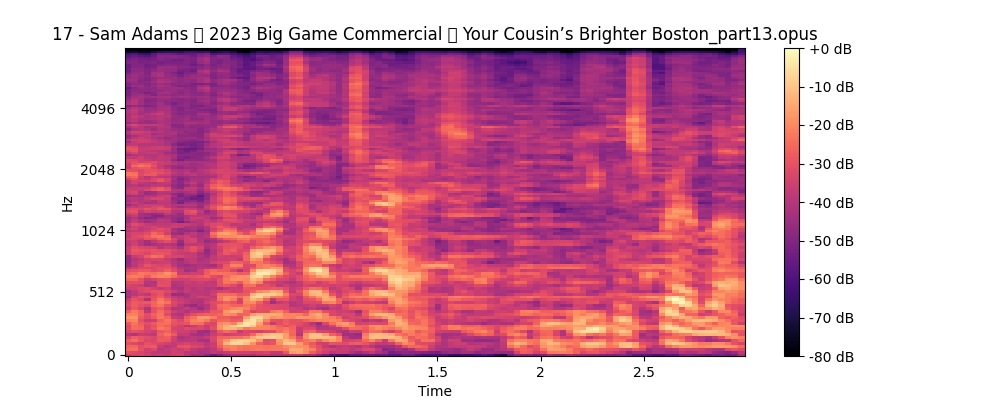 17 - Sam Adams ▯ 2023 Big Game Commercial ▯ Your Cousin’s Brighter Boston_part13.opus
Hz
4096
2048
1024
512
0
0
0.5
1
1.5
2
2.5
Time
+0 dB
-10 dB
-20 dB
-30 dB
-40 dB
-50 dB
-60 dB
-70 dB
-80 dB